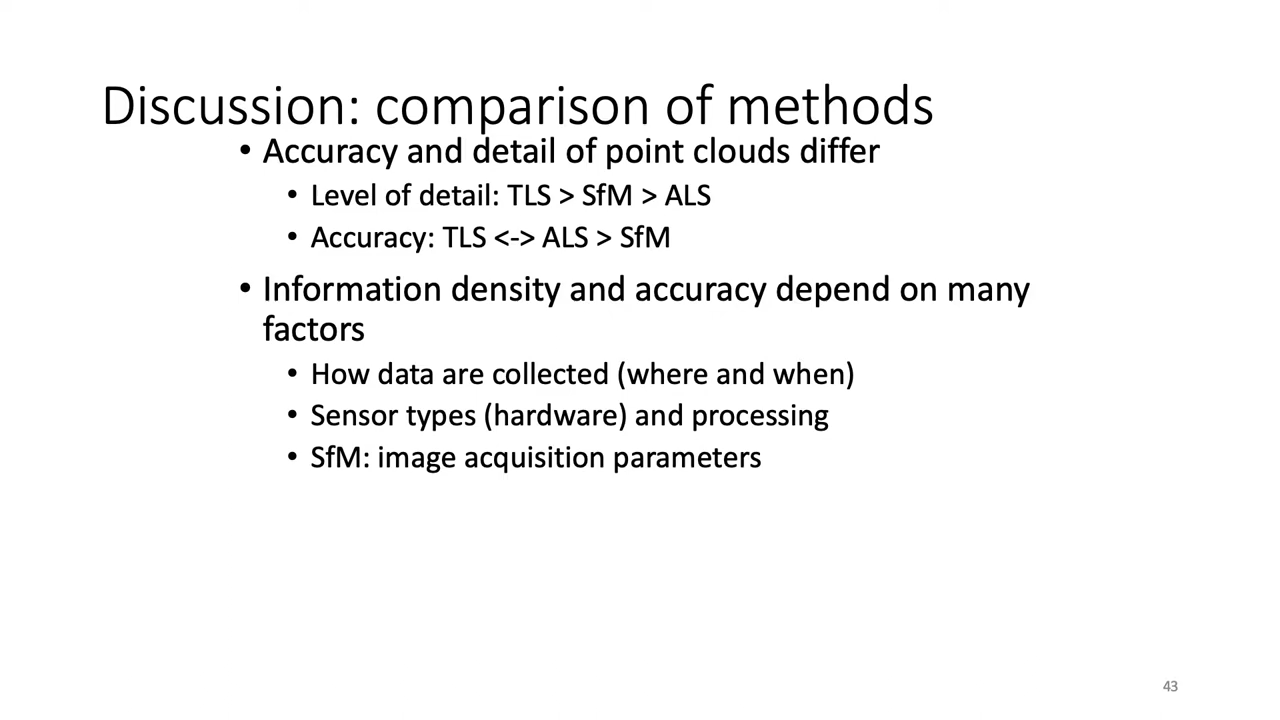 Discussion: comparison of methods
• Accuracy and detail of point clouds differ
• Level of detail: TLS > SfM > ALS
• Accuracy: TLS <-> ALS > SfM
• Information density and accuracy depend on many
factors
• How data are collected (where and when)
• Sensor types (hardware) and processing
• SfM: image acquisition parameters
43